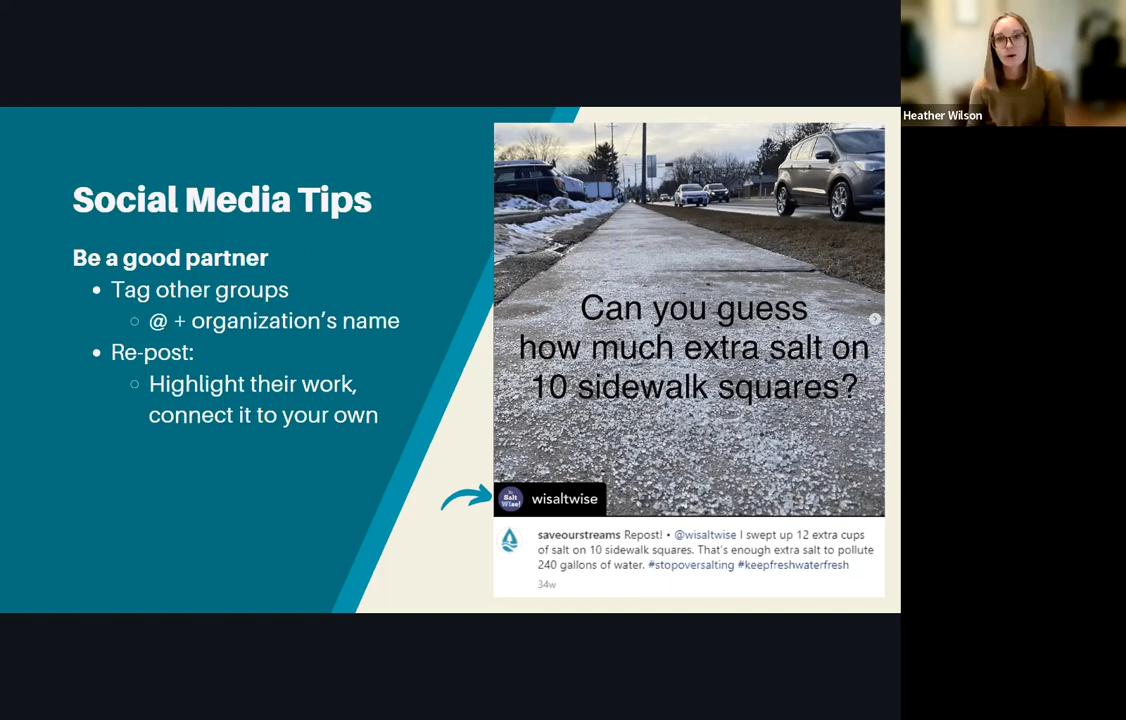 Heather Wilson
Social Media Tips
Be a good partner
• Tag other groups
○ @ + organization's name
• Re-post:
○ Highlight their work,
connect it to your own
Can you guess
how much extra salt on
10 sidewalk squares?
Salt
Wise!
wisaltwise
saveourstreams Repost! • @wisaltwise I swept up 12 extra cups
of salt on 10 sidewalk squares. That's enough extra salt to pollute
240 gallons of water. #stopoversalting #keepfreshwaterfresh
34w